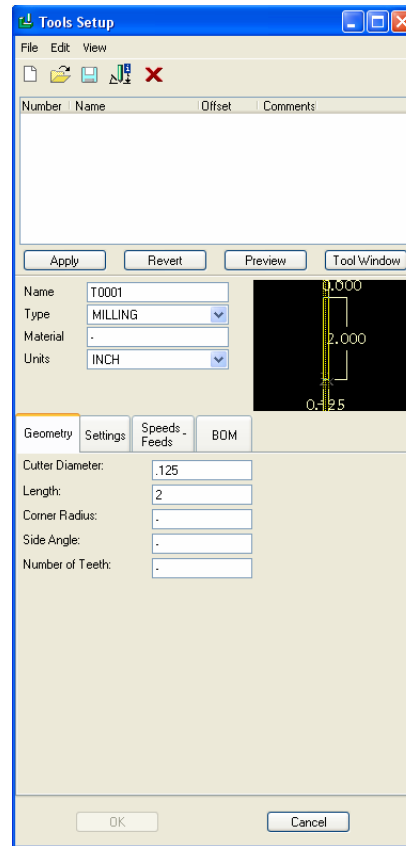 Tools Setup
File Edit View
Number Name Offset Comments
Apply Revert Preview Tool Window
Name T0001
Type MILLING
Material -
Units INCH
0.000
2.000
0.125
Geometry Settings Speeds - Feeds BOM
Cutter Diameter: .125
Length: 2
Corner Radius: -
Side Angle: -
Number of Teeth: -
OK Cancel